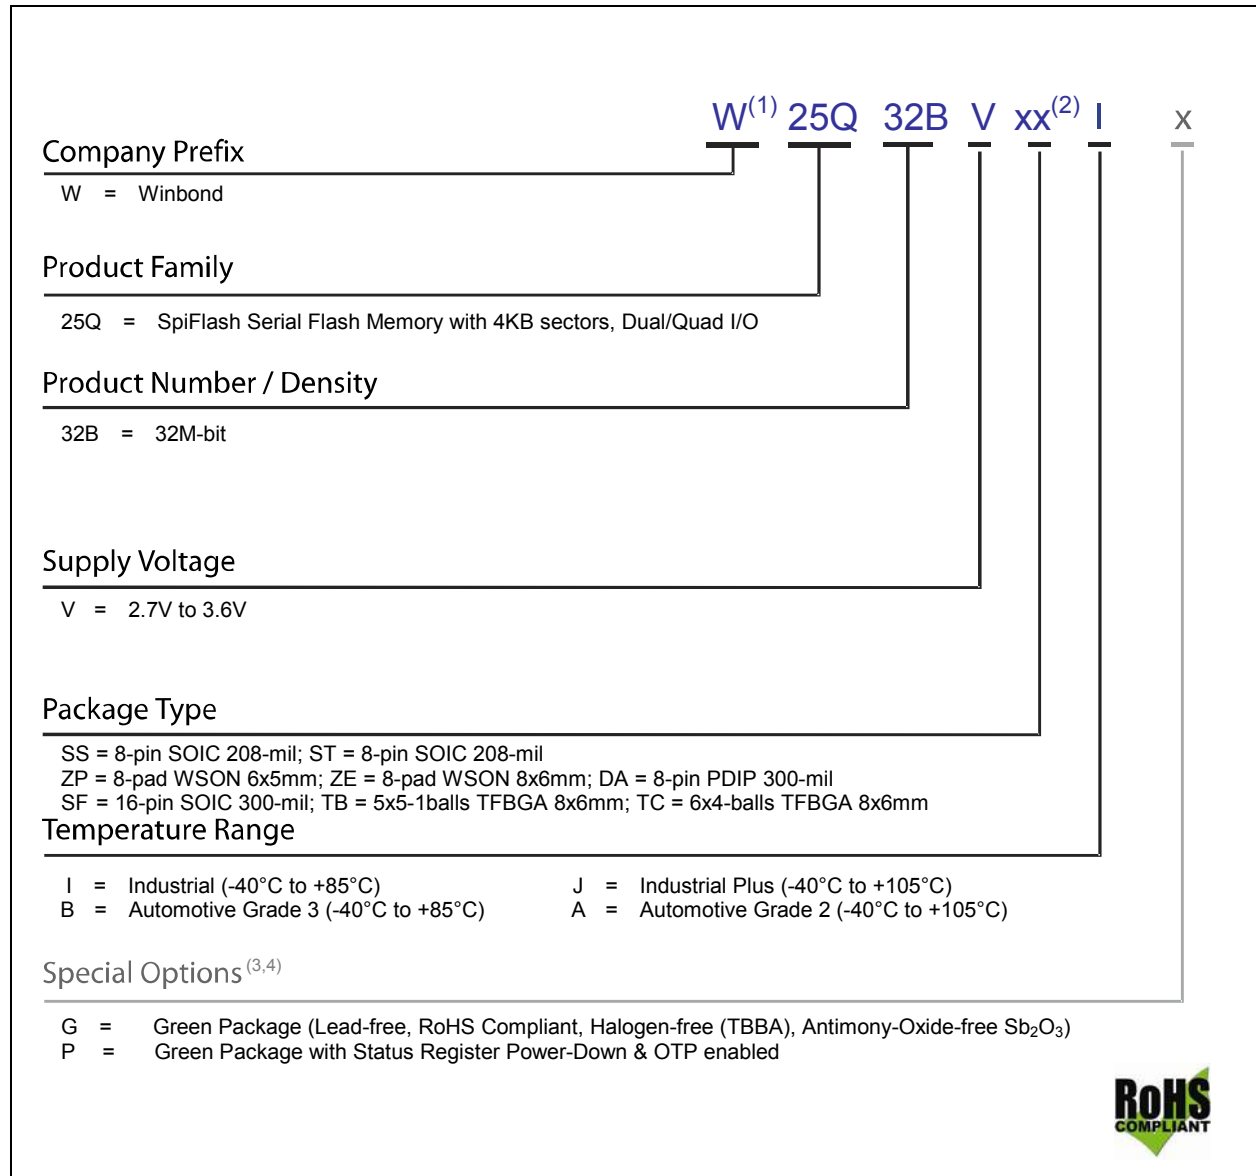 W(1) 25Q 32B V xx(2) I x
Company Prefix
W = Winbond
Product Family
25Q = SpiFlash Serial Flash Memory with 4KB sectors, Dual/Quad I/O
Product Number / Density
32B = 32M-bit
Supply Voltage
V = 2.7V to 3.6V
Package Type
SS = 8-pin SOIC 208-mil; ST = 8-pin SOIC 208-mil
ZP = 8-pad WSON 6x5mm; ZE = 8-pad WSON 8x6mm; DA = 8-pin PDIP 300-mil
SF = 16-pin SOIC 300-mil; TB = 5x5-1balls TFBGA 8x6mm; TC = 6x4-balls TFBGA 8x6mm
Temperature Range
I = Industrial (-40°C to +85°C) J = Industrial Plus (-40°C to +105°C)
B = Automotive Grade 3 (-40°C to +85°C) A = Automotive Grade 2 (-40°C to +105°C)
Special Options(3,4)
G = Green Package (Lead-free, RoHS Compliant, Halogen-free (TBBA), Antimony-Oxide-free Sb2O3)
P = Green Package with Status Register Power-Down & OTP enabled
RoHS
COMPLIANT